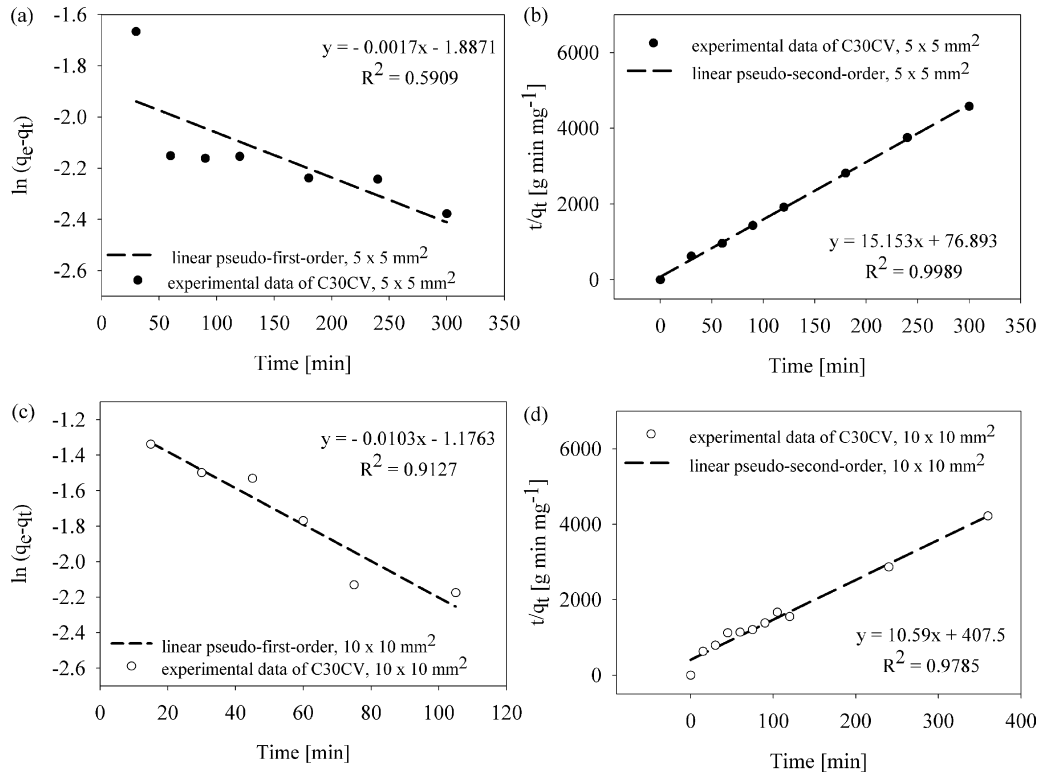 (a)
-1.6
-1.8
-2.0
-2.2
-2.4
-2.6
ln (qe-qt)
y = - 0.0017x - 1.8871
R2 = 0.5909
linear pseudo-first-order, 5 x 5 mm2
experimental data of C30CV, 5 x 5 mm2
0 50 100 150 200 250 300 350
Time [min]
(b)
6000
4000
2000
0
t/qt [g min mg-1]
experimental data of C30CV, 5 x 5 mm2
linear pseudo-second-order, 5 x 5 mm2
y = 15.153x + 76.893
R2 = 0.9989
0 50 100 150 200 250 300 350
Time [min]
(c)
-1.2
-1.4
-1.6
-1.8
-2.0
-2.2
-2.4
-2.6
ln (qe-qt)
y = - 0.0103x - 1.1763
R2 = 0.9127
linear pseudo-first-order, 10 x 10 mm2
experimental data of C30CV, 10 x 10 mm2
0 20 40 60 80 100 120
Time [min]
(d)
6000
4000
2000
0
t/qt [g min mg-1]
experimental data of C30CV, 10 x 10 mm2
linear pseudo-second-order, 10 x 10 mm2
y = 10.59x + 407.5
R2 = 0.9785
0 100 200 300 400
Time [min]